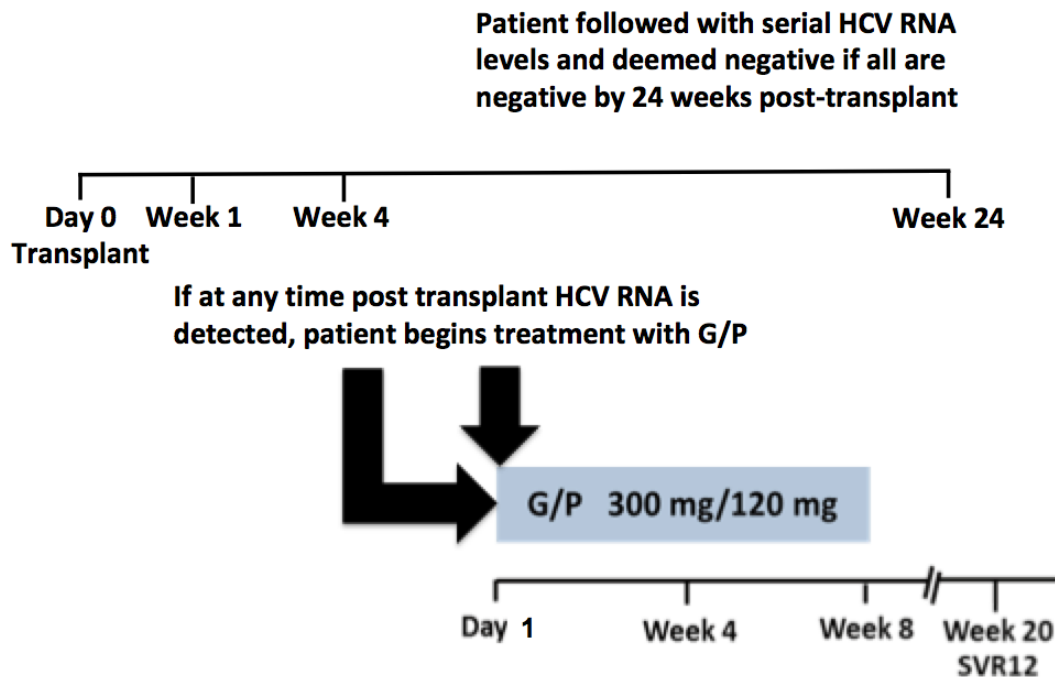 Patient followed with serial HCV RNA
levels and deemed negative if all are
negative by 24 weeks post-transplant
Day 0 Week 1 Week 4 Week 24
Transplant
If at any time post transplant HCV RNA is
detected, patient begins treatment with G/P
G/P 300 mg/120 mg
Day 1 Week 4 Week 8 Week 20
SVR12